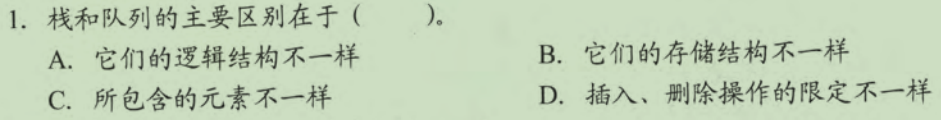 1. 栈和队列的主要区别在于（　　）。
A. 它们的逻辑结构不一样　　B. 它们的存储结构不一样
C. 所包含的元素不一样　　D. 插入、删除操作的限定不一样